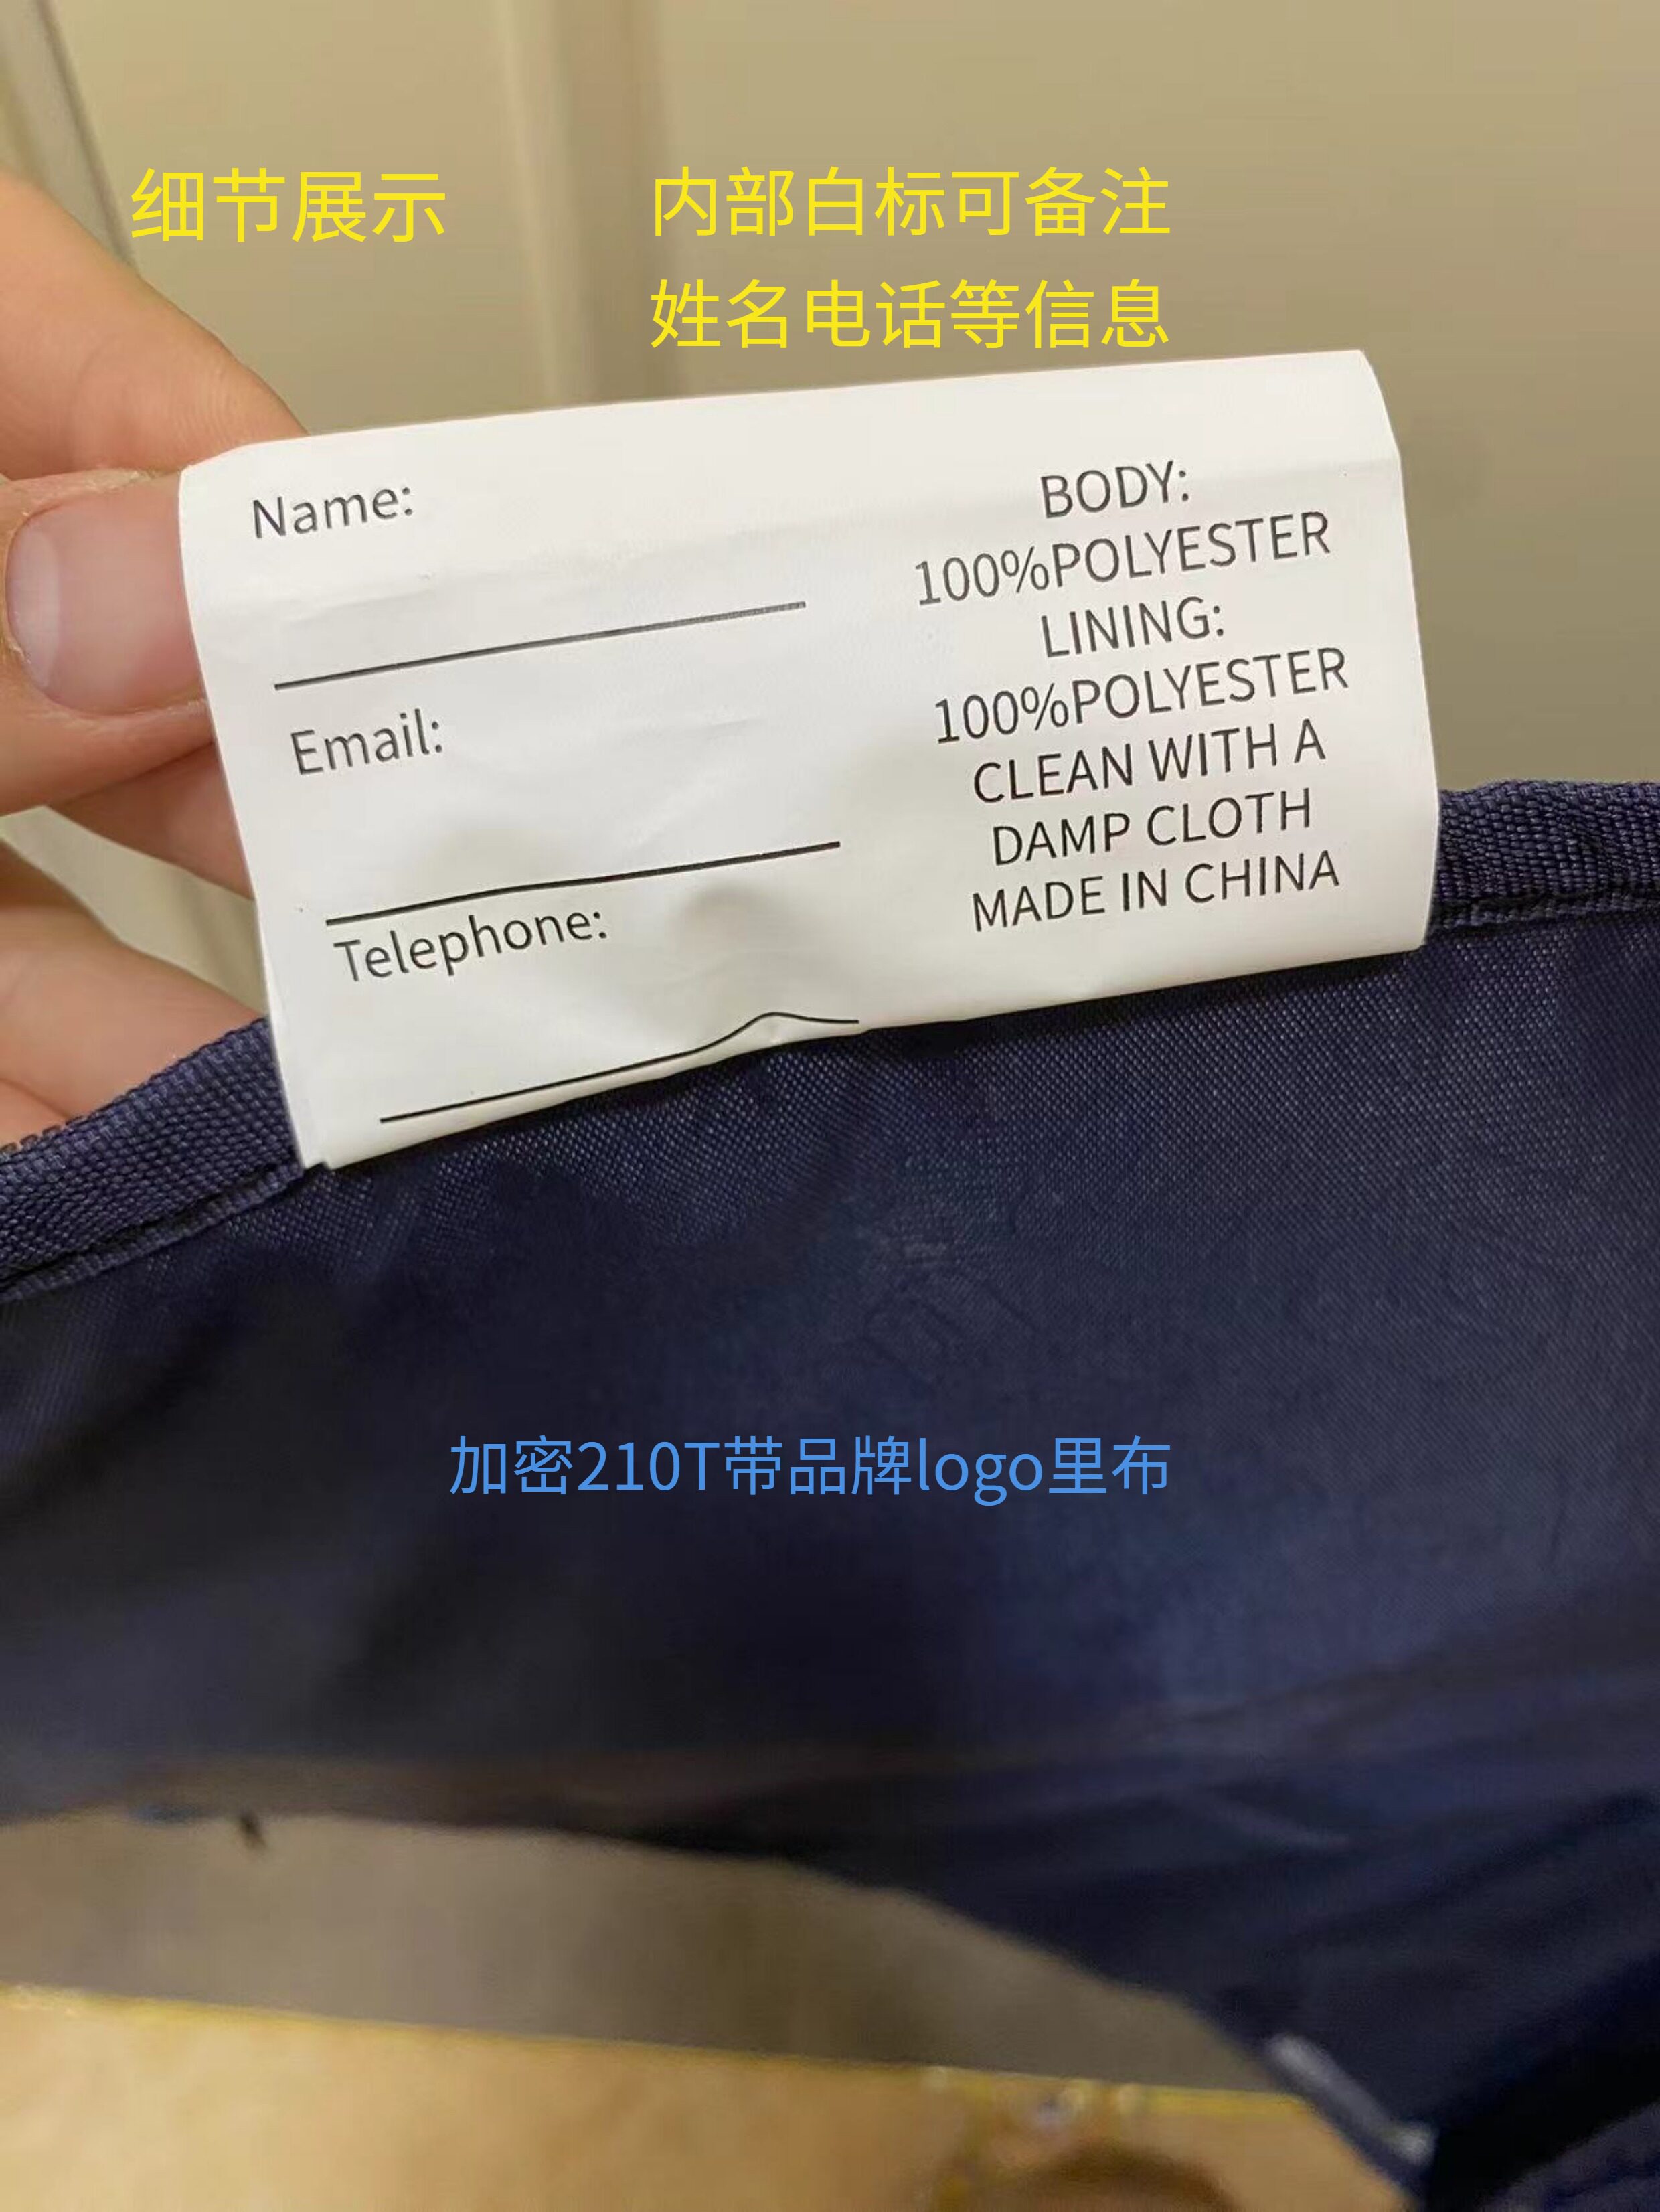 细节展示
内部白标可备注
姓名电话等信息
Name:
Email:
Telephone:
BODY:
100%POLYESTER
LINING:
100%POLYESTER
CLEAN WITH A
DAMP CLOTH
MADE IN CHINA
加密210T带品牌logo里布